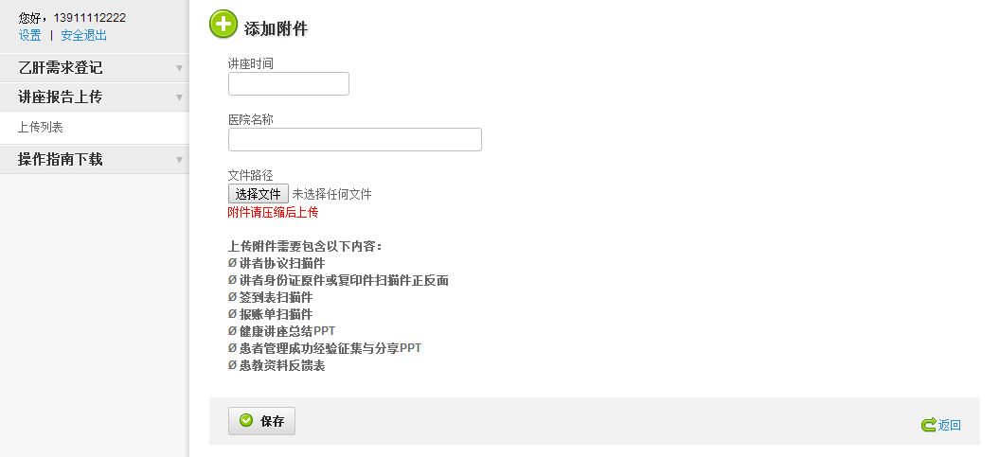 您好，13911112222
设置 | 安全退出
乙肝需求登记
讲座报告上传
上传列表
操作指南下载
添加附件
讲座时间
医院名称
文件路径
选择文件 未选择任何文件
附件请压缩后上传
上传附件需要包含以下内容：
Ø 讲者协议扫描件
Ø 讲者身份证原件或复印件扫描件正反面
Ø 签到表扫描件
Ø 报账单扫描件
Ø 健康讲座总结PPT
Ø 患者管理成功经验征集与分享PPT
Ø 患教资料反馈表
保存
返回